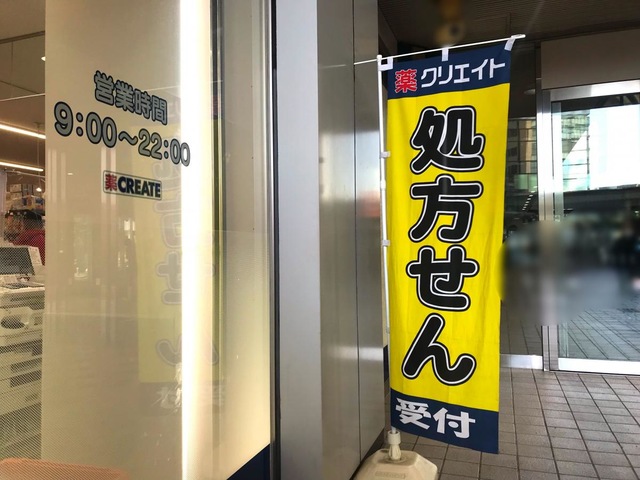 営業時間
9:00～22:00
薬CREATE
薬クリエイト
処方せん
受付